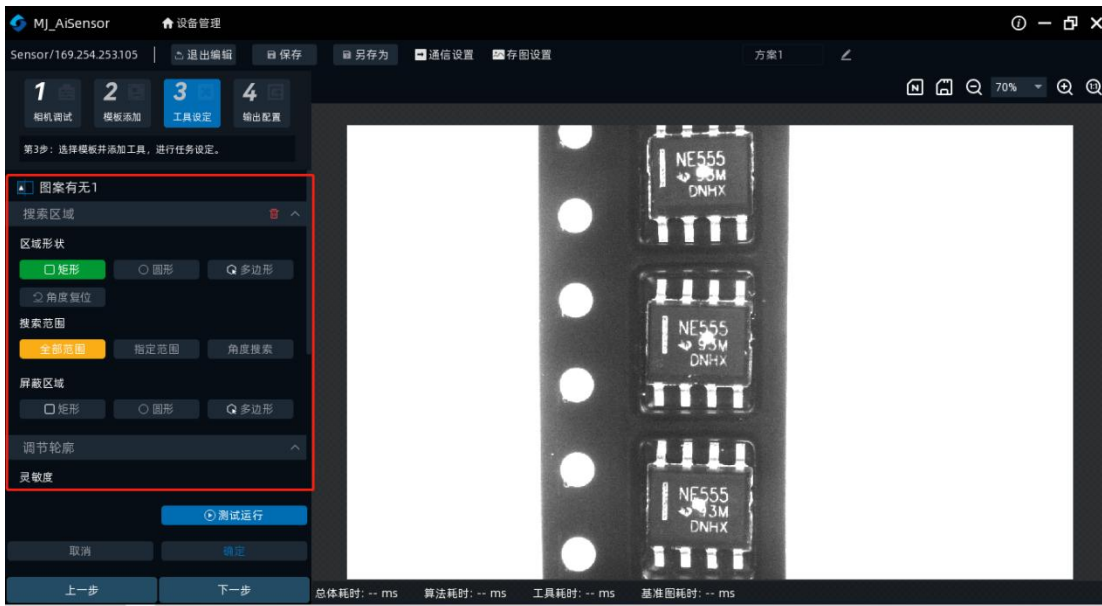 MJ_AiSensor 设备管理
Sensor/169.254.253.105 退出编辑 保存 另存为 通信设置 存图设置 方案1
N 70% 1:1
1 2 3 4
相机调试 模板添加 工具设定 输出配置
第3步：选择模板并添加工具，进行任务设定。
图案有无1
搜索区域
区域形状
矩形 圆形 多边形
角度复位
搜索范围
全部范围 指定范围 角度搜索
屏蔽区域
矩形 圆形 多边形
调节轮廓
灵敏度
测试运行
取消 确定
上一步 下一步
NE555
93M
DNHX
NE555
93M
DNHX
NE555
93M
DNHX
总体耗时: -- ms 算法耗时: -- ms 工具耗时: -- ms 基准图耗时: -- ms